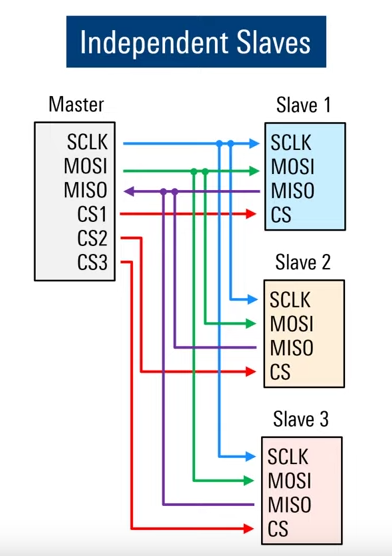 Independent Slaves
Master
SCLK
MOSI
MISO
CS1
CS2
CS3
Slave 1
SCLK
MOSI
MISO
CS
Slave 2
SCLK
MOSI
MISO
CS
Slave 3
SCLK
MOSI
MISO
CS